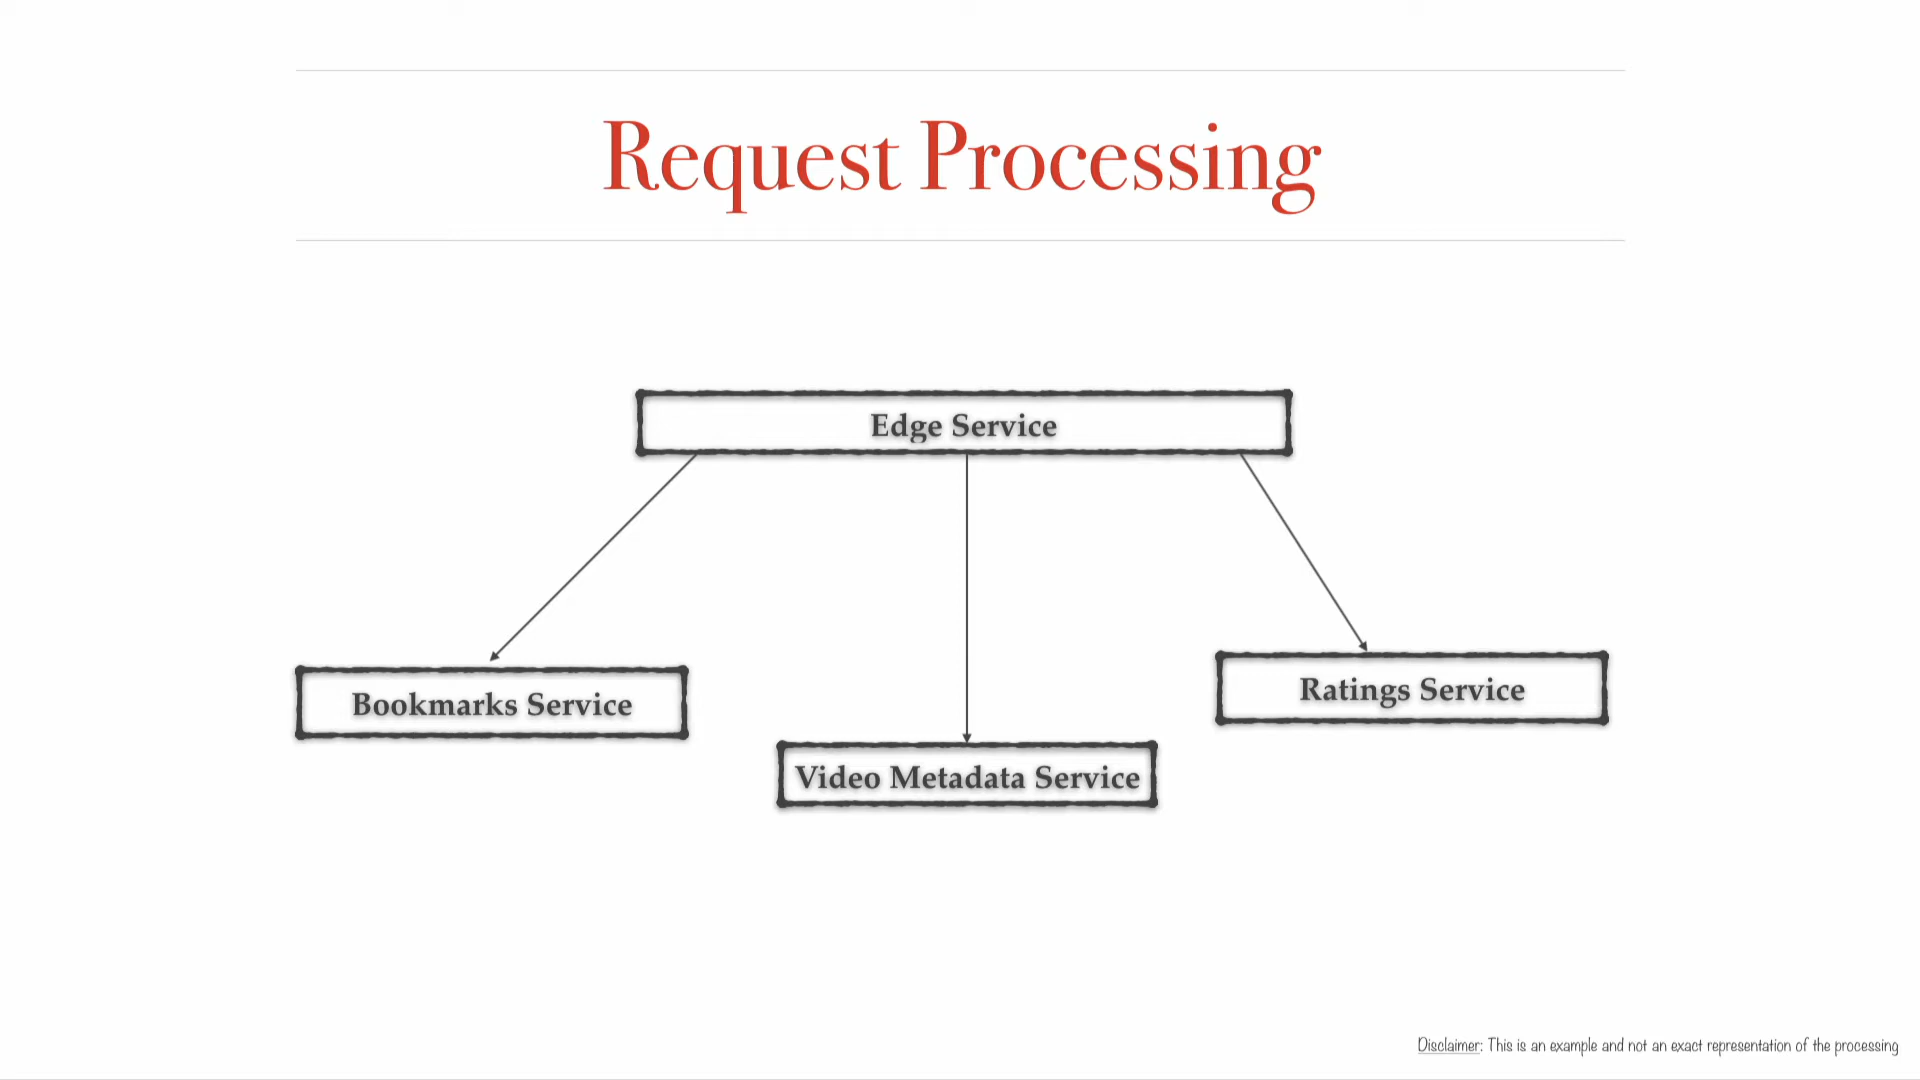 Request Processing
Edge Service
Bookmarks Service
Ratings Service
Video Metadata Service
Disclaimer: This is an example and not an exact representation of the processing